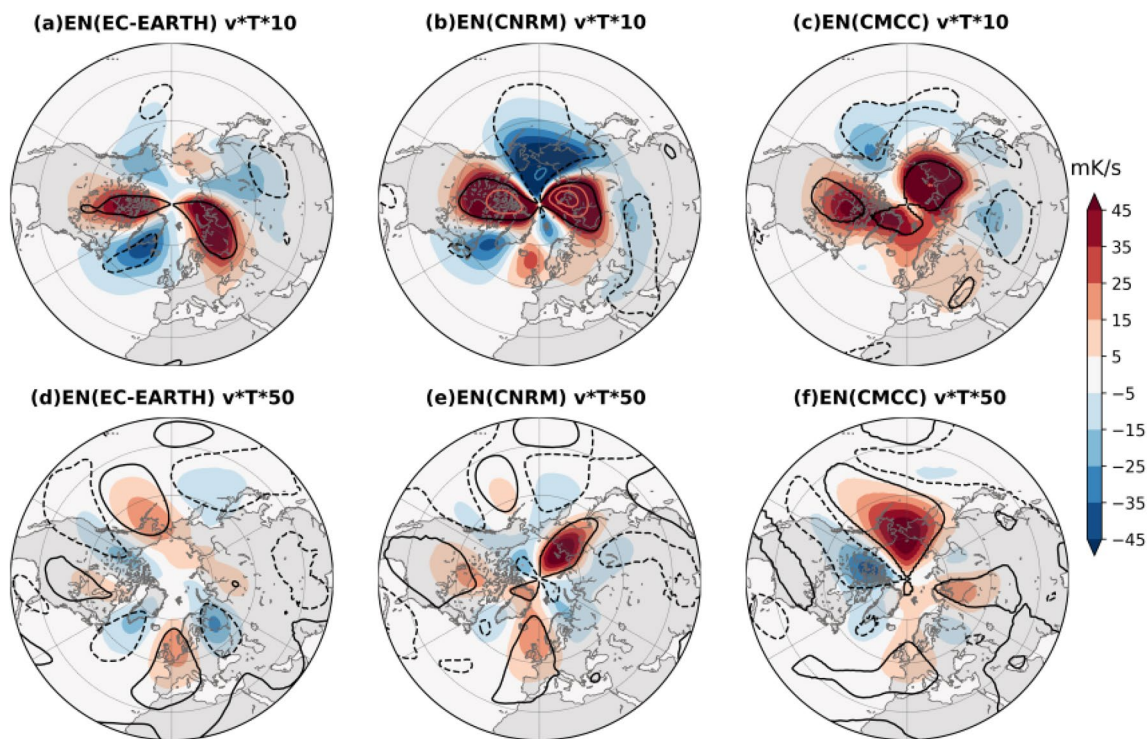 (a)EN(EC-EARTH) v*T*10
(b)EN(CNRM) v*T*10
(c)EN(CMCC) v*T*10
(d)EN(EC-EARTH) v*T*50
(e)EN(CNRM) v*T*50
(f)EN(CMCC) v*T*50
mK/s
45
35
25
15
5
−5
−15
−25
−35
−45